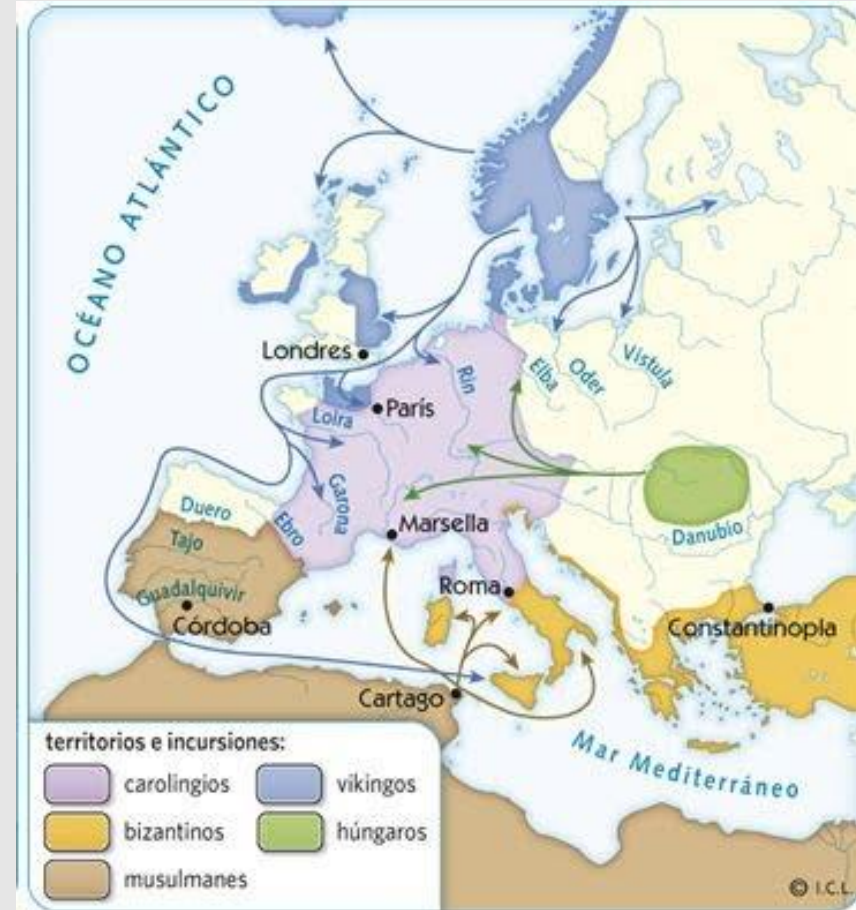 OCÉANO ATLÁNTICO
Londres
Elba
Oder
Vístula
Rin
París
Loira
Garona
Duero
Ebro
Marsella
Danubio
Tajo
Guadalquivir
Córdoba
Roma
Constantinopla
Cartago
Mar Mediterráneo
territorios e incursiones:
carolingios
vikingos
bizantinos
húngaros
musulmanes
© I.C.L.